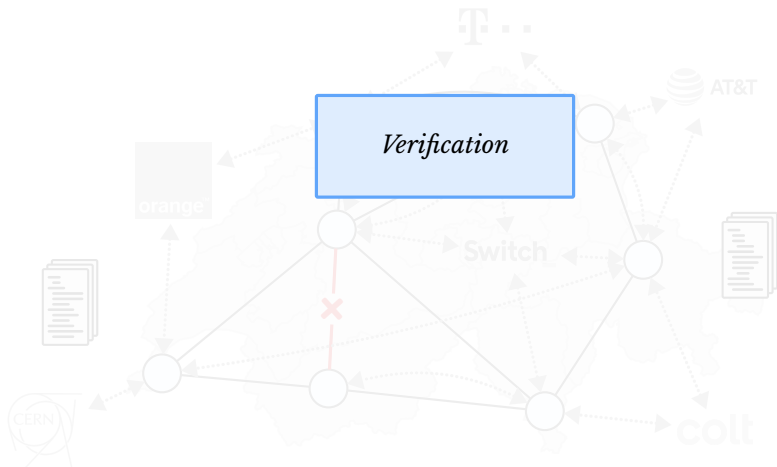 T
AT&T
Verification
orange
Switch
CERN
colt